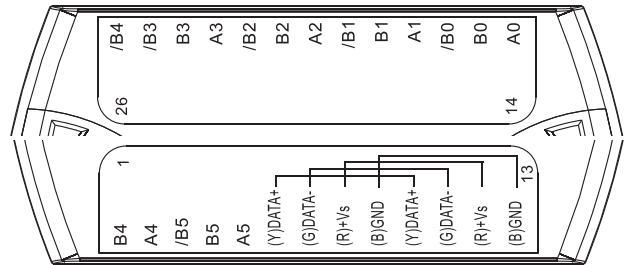 /B4
/B3
B3
A3
/B2
B2
A2
/B1
B1
A1
/B0
B0
A0
26
14
1
13
B4
A4
/B5
B5
A5
(Y)DATA+
(G)DATA-
(R)+Vs
(B)GND
(Y)DATA+
(G)DATA-
(R)+Vs
(B)GND